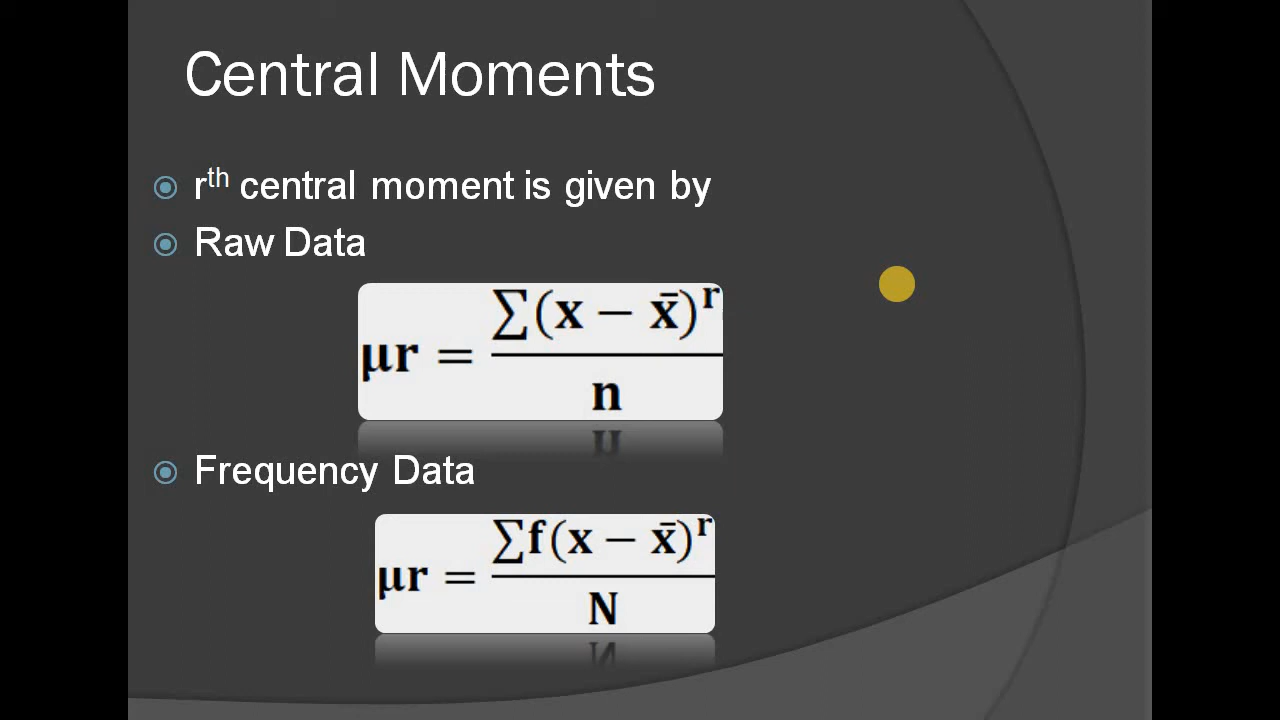 Central Moments
rᵗʰ central moment is given by
Raw Data
μr = ∑(x − x̄)ʳ / n
Frequency Data
μr = ∑f(x − x̄)ʳ / N